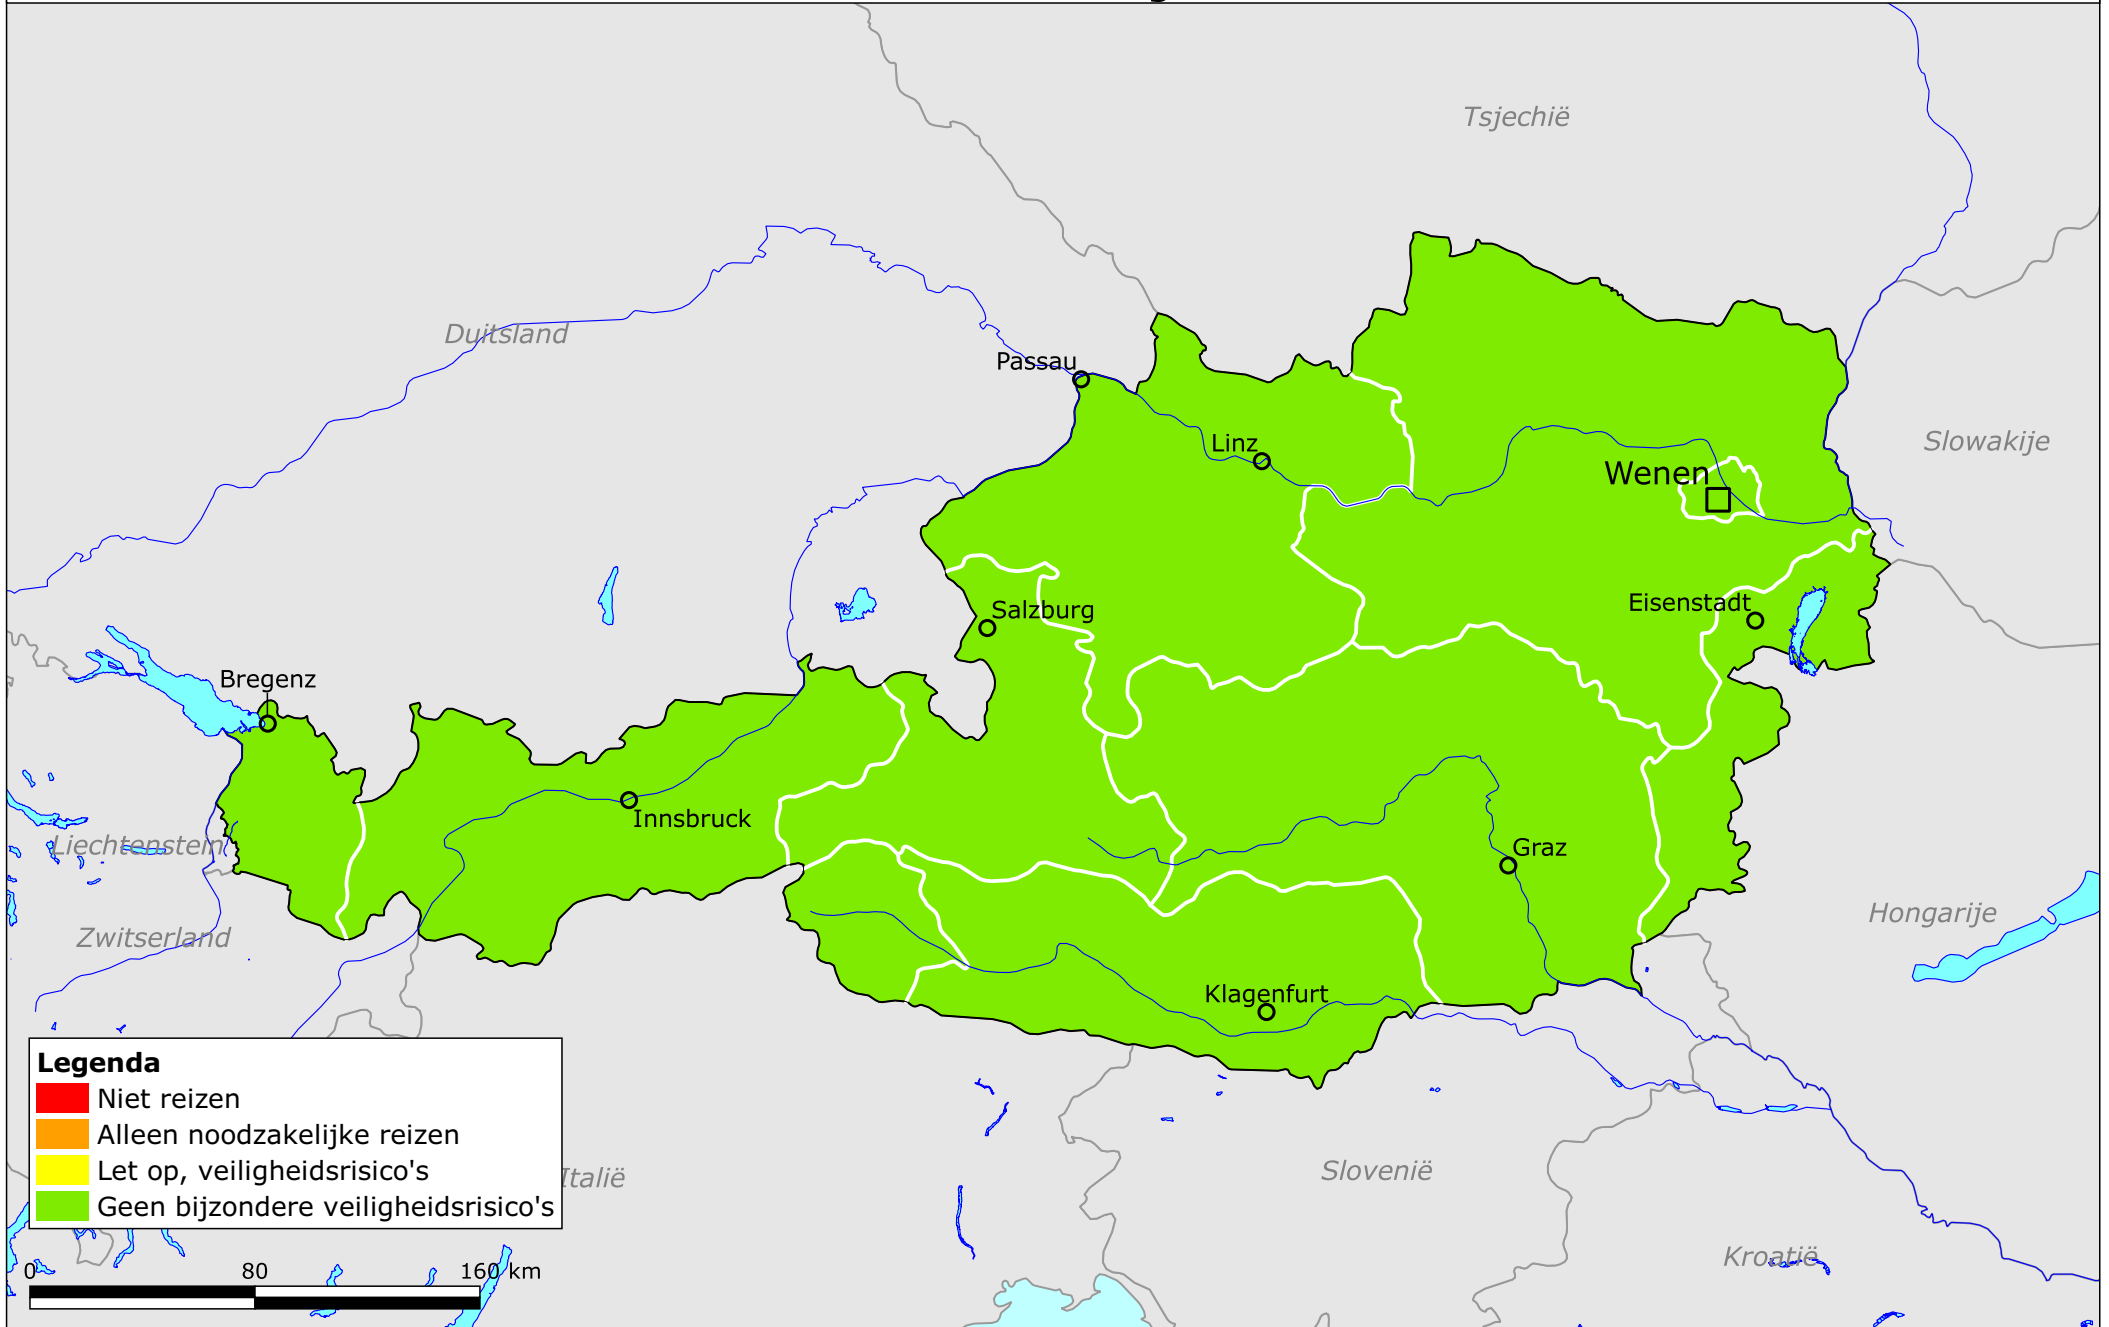 Tsjechië
Duitsland
Passau
Linz
Slowakije
Wenen
Salzburg
Eisenstadt
Bregenz
Innsbruck
Liechtenstein
Graz
Zwitserland
Hongarije
Klagenfurt
Legenda
Niet reizen
Alleen noodzakelijke reizen
Let op, veiligheidsrisico's
Geen bijzondere veiligheidsrisico's
Italië
Slovenië
Kroatië
0 80 160 km